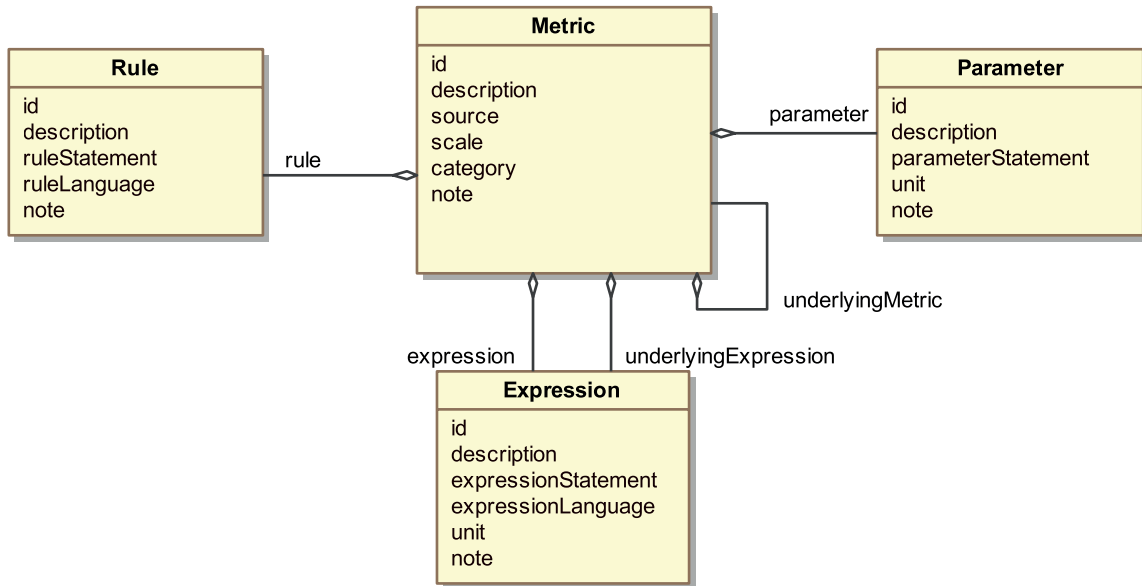 Metric
id
description
source
scale
category
note
Rule
id
description
ruleStatement
ruleLanguage
note
rule
Parameter
id
description
parameterStatement
unit
note
parameter
underlyingMetric
expression
underlyingExpression
Expression
id
description
expressionStatement
expressionLanguage
unit
note